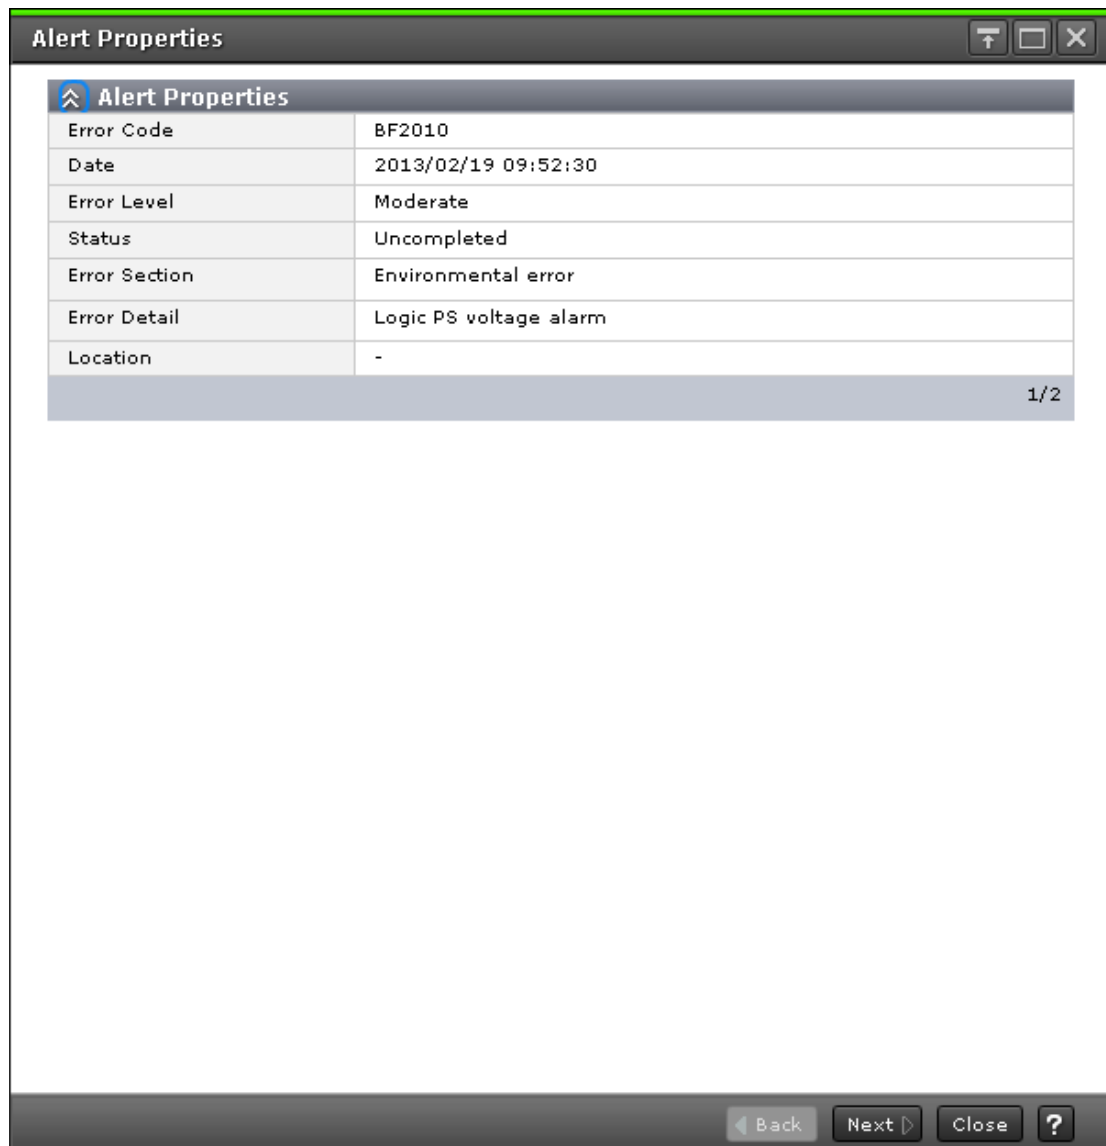 Alert Properties
Alert Properties
Error Code BF2010
Date 2013/02/19 09:52:30
Error Level Moderate
Status Uncompleted
Error Section Environmental error
Error Detail Logic PS voltage alarm
Location -
1/2
Back Next Close ?